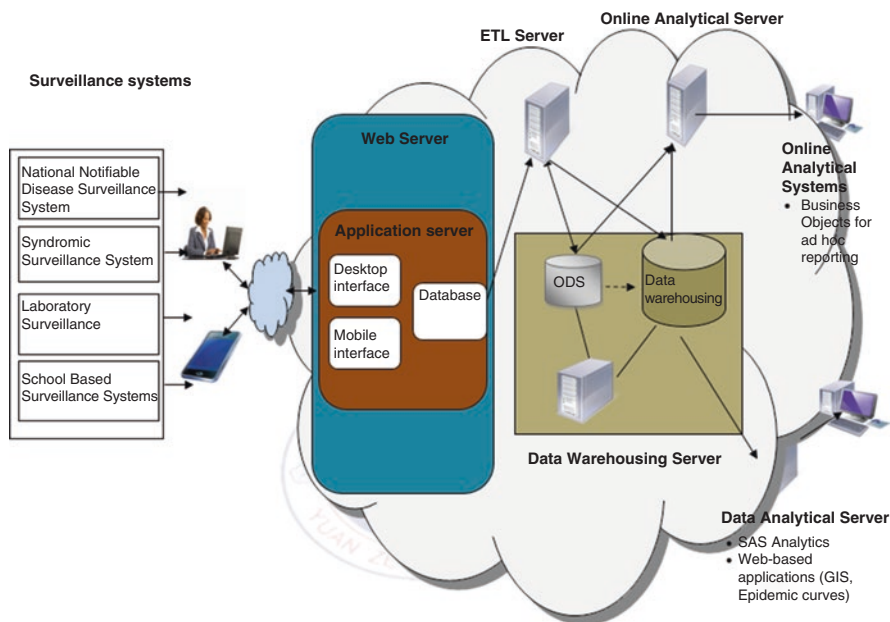 Online Analytical Server
ETL Server
Surveillance systems
National Notifiable
Disease Surveillance
System
Syndromic
Surveillance System
Laboratory
Surveillance
School Based
Surveillance Systems
Web Server
Application server
Desktop
interface
Mobile
interface
Database
ODS
Data
warehousing
Data Warehousing Server
Online
Analytical
Systems
• Business
Objects for
ad hoc
reporting
Data Analytical Server
• SAS Analytics
• Web-based
applications (GIS,
Epidemic curves)
YUAN